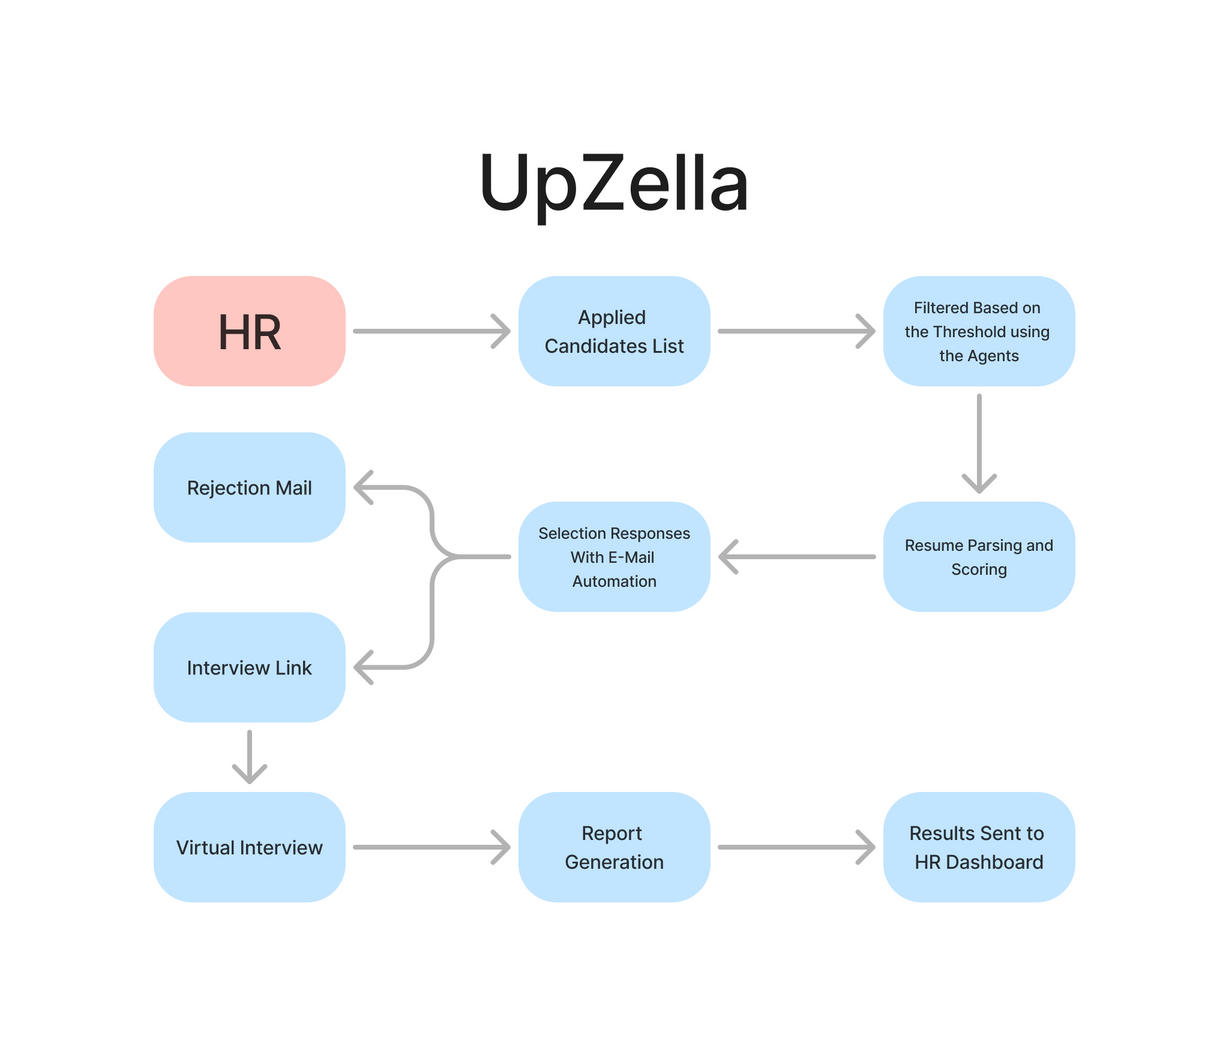 UpZella
HR
Applied
Candidates List
Filtered Based on
the Threshold using
the Agents
Rejection Mail
Selection Responses
With E-Mail
Automation
Resume Parsing and
Scoring
Interview Link
Virtual Interview
Report
Generation
Results Sent to
HR Dashboard